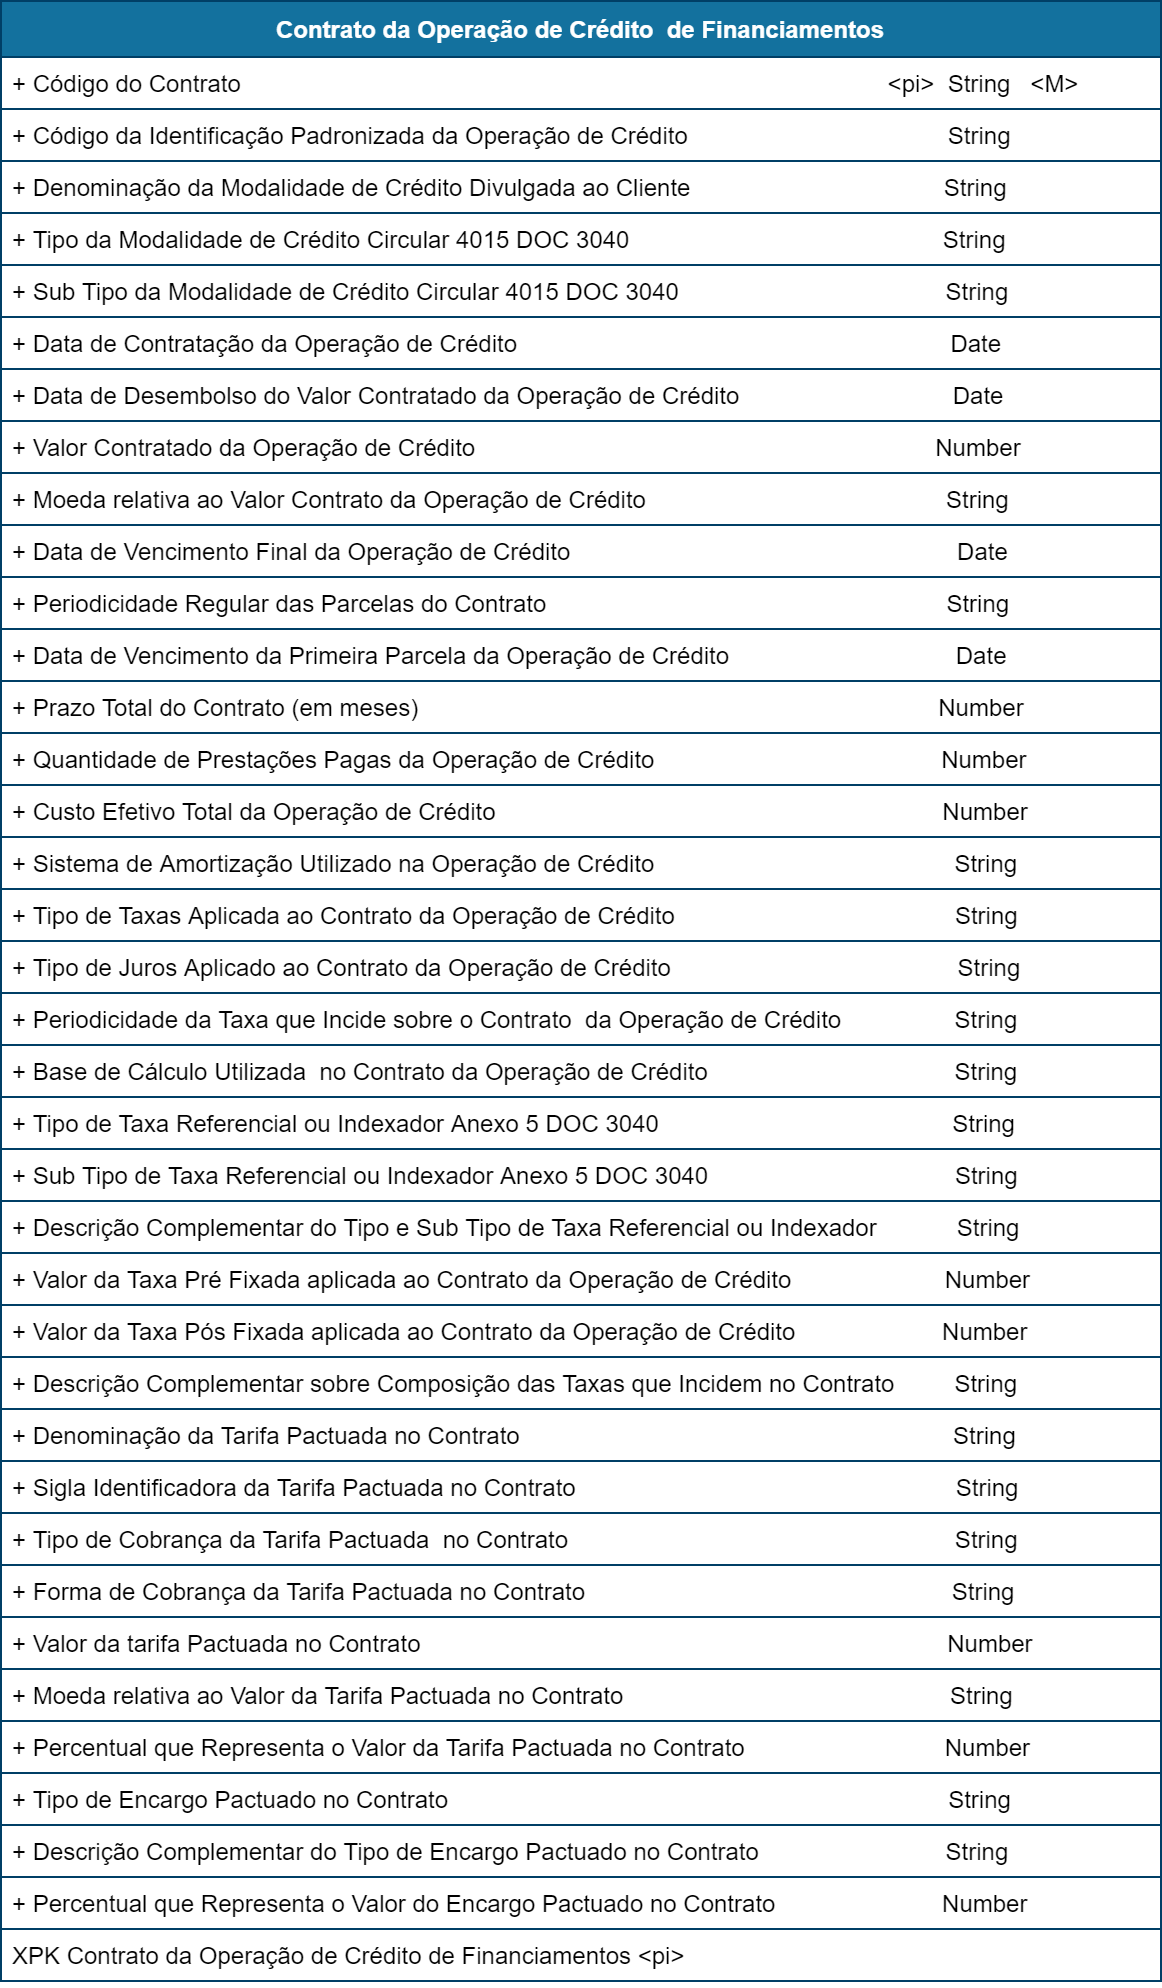 Contrato da Operação de Crédito  de Financiamentos
+ Código do Contrato <pi> String <M>
+ Código da Identificação Padronizada da Operação de Crédito String
+ Denominação da Modalidade de Crédito Divulgada ao Cliente String
+ Tipo da Modalidade de Crédito Circular 4015 DOC 3040 String
+ Sub Tipo da Modalidade de Crédito Circular 4015 DOC 3040 String
+ Data de Contratação da Operação de Crédito Date
+ Data de Desembolso do Valor Contratado da Operação de Crédito Date
+ Valor Contratado da Operação de Crédito Number
+ Moeda relativa ao Valor Contrato da Operação de Crédito String
+ Data de Vencimento Final da Operação de Crédito Date
+ Periodicidade Regular das Parcelas do Contrato String
+ Data de Vencimento da Primeira Parcela da Operação de Crédito Date
+ Prazo Total do Contrato (em meses) Number
+ Quantidade de Prestações Pagas da Operação de Crédito Number
+ Custo Efetivo Total da Operação de Crédito Number
+ Sistema de Amortização Utilizado na Operação de Crédito String
+ Tipo de Taxas Aplicada ao Contrato da Operação de Crédito String
+ Tipo de Juros Aplicado ao Contrato da Operação de Crédito String
+ Periodicidade da Taxa que Incide sobre o Contrato  da Operação de Crédito String
+ Base de Cálculo Utilizada  no Contrato da Operação de Crédito String
+ Tipo de Taxa Referencial ou Indexador Anexo 5 DOC 3040 String
+ Sub Tipo de Taxa Referencial ou Indexador Anexo 5 DOC 3040 String
+ Descrição Complementar do Tipo e Sub Tipo de Taxa Referencial ou Indexador String
+ Valor da Taxa Pré Fixada aplicada ao Contrato da Operação de Crédito Number
+ Valor da Taxa Pós Fixada aplicada ao Contrato da Operação de Crédito Number
+ Descrição Complementar sobre Composição das Taxas que Incidem no Contrato String
+ Denominação da Tarifa Pactuada no Contrato String
+ Sigla Identificadora da Tarifa Pactuada no Contrato String
+ Tipo de Cobrança da Tarifa Pactuada  no Contrato String
+ Forma de Cobrança da Tarifa Pactuada no Contrato String
+ Valor da tarifa Pactuada no Contrato Number
+ Moeda relativa ao Valor da Tarifa Pactuada no Contrato String
+ Percentual que Representa o Valor da Tarifa Pactuada no Contrato Number
+ Tipo de Encargo Pactuado no Contrato String
+ Descrição Complementar do Tipo de Encargo Pactuado no Contrato String
+ Percentual que Representa o Valor do Encargo Pactuado no Contrato Number
XPK Contrato da Operação de Crédito de Financiamentos <pi>